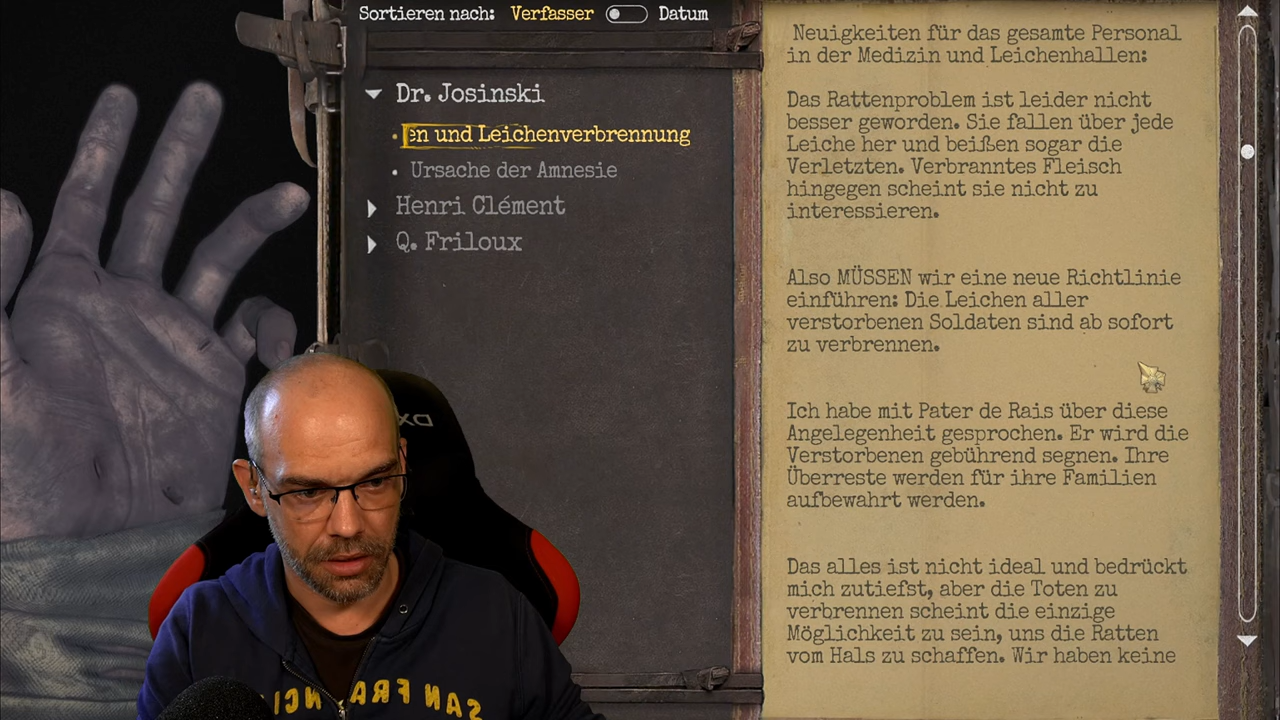 Sortieren nach: Verfasser Datum
Dr. Josinski
en und Leichenverbrennung
Ursache der Amnesie
Henri Clément
Q. Friloux
Neuigkeiten für das gesamte Personal
in der Medizin und Leichenhallen:
Das Rattenproblem ist leider nicht
besser geworden. Sie fallen über jede
Leiche her und beißen sogar die
Verletzten. Verbranntes Fleisch
hingegen scheint sie nicht zu
interessieren.
Also MÜSSEN wir eine neue Richtlinie
einführen: Die Leichen aller
verstorbenen Soldaten sind ab sofort
zu verbrennen.
Ich habe mit Pater de Rais über diese
Angelegenheit gesprochen. Er wird die
Verstorbenen gebührend segnen. Ihre
Überreste werden für ihre Familien
aufbewahrt werden.
Das alles ist nicht ideal und bedrückt
mich zutiefst, aber die Toten zu
verbrennen scheint die einzige
Möglichkeit zu sein, uns die Ratten
vom Hals zu schaffen. Wir haben keine
SAN FRANCI